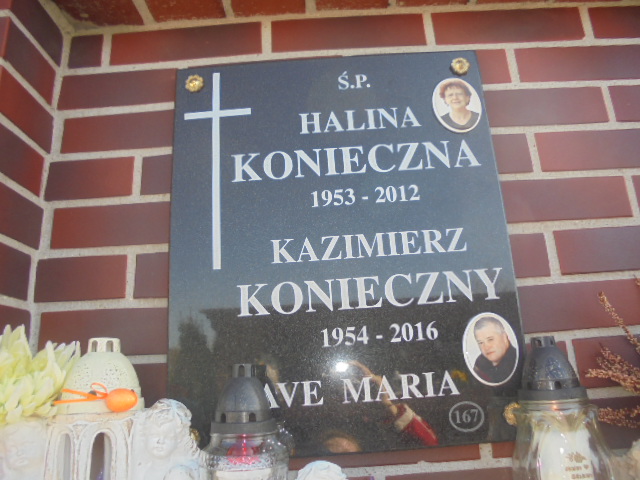 Ś.P.
HALINA
KONIECZNA
1953 - 2012
KAZIMIERZ
KONIECZNY
1954 - 2016
AVE MARIA
167